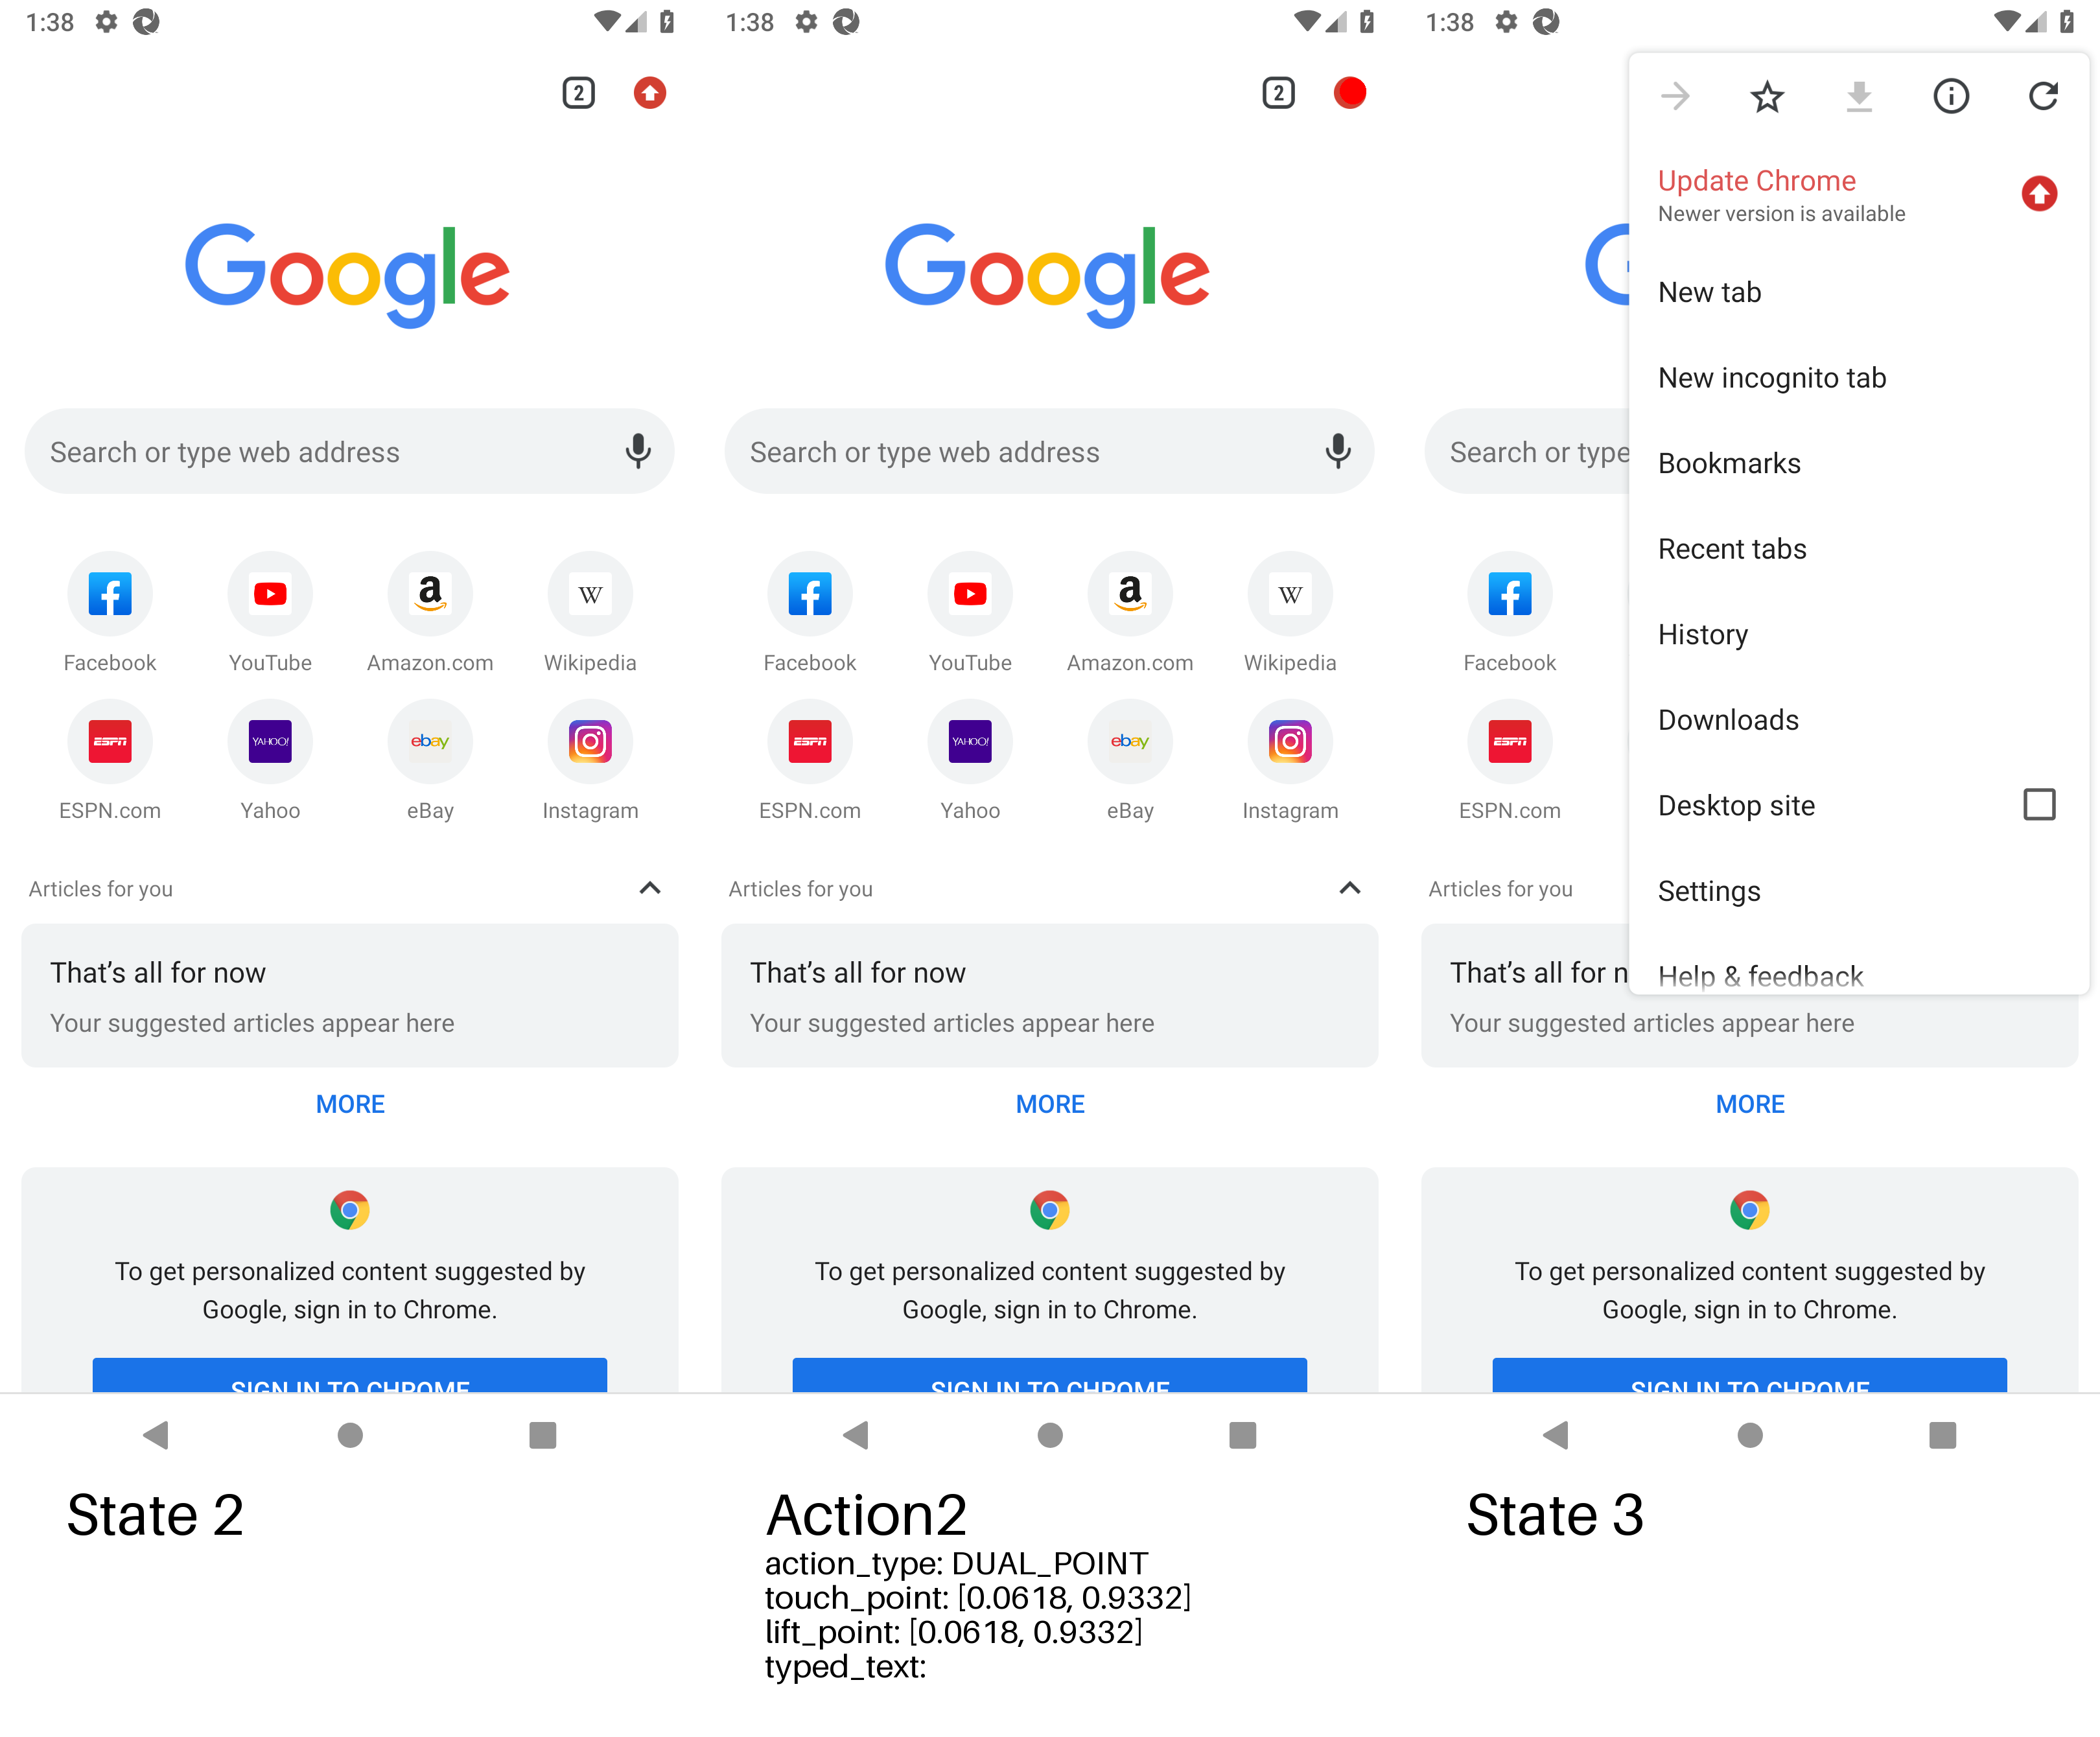 1:38
2
Google
Search or type web address
Facebook YouTube Amazon.com Wikipedia
ESPN.com Yahoo eBay Instagram
Articles for you
That's all for now
Your suggested articles appear here
MORE
To get personalized content suggested by
Google, sign in to Chrome.
SIGN IN TO CHROME
State 2
1:38
2
Google
Search or type web address
Facebook YouTube Amazon.com Wikipedia
ESPN.com Yahoo eBay Instagram
Articles for you
That's all for now
Your suggested articles appear here
MORE
To get personalized content suggested by
Google, sign in to Chrome.
SIGN IN TO CHROME
Action2
action_type: DUAL_POINT
touch_point: [0.0618, 0.9332]
lift_point: [0.0618, 0.9332]
typed_text:
1:38
Update Chrome
Newer version is available
New tab
New incognito tab
Bookmarks
Recent tabs
History
Downloads
Desktop site
Settings
Help & feedback
G
Search or type
Facebook
ESPN.com
Articles for you
That's all for n
Your suggested articles appear here
MORE
To get personalized content suggested by
Google, sign in to Chrome.
SIGN IN TO CHROME
State 3